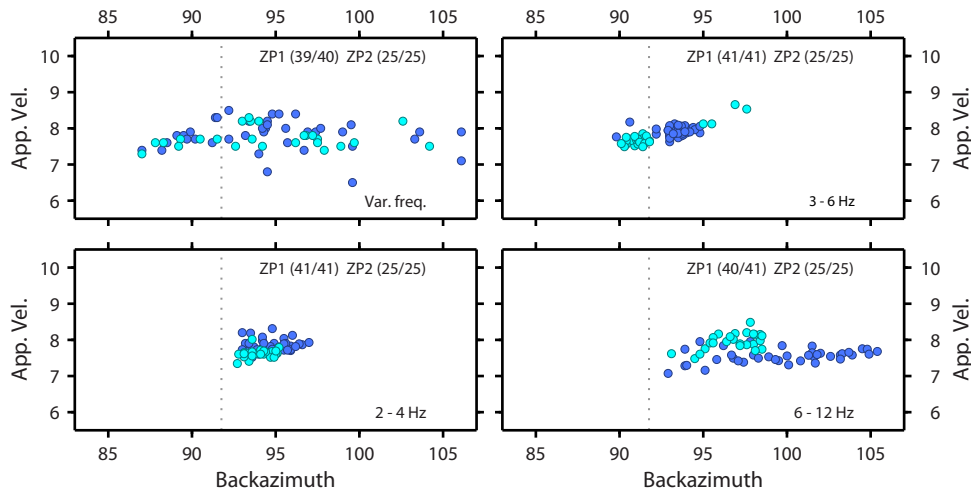 85 90 95 100 105
85 90 95 100 105
10
9
8
7
6
App. Vel.
ZP1 (39/40) ZP2 (25/25)
Var. freq.
ZP1 (41/41) ZP2 (25/25)
3 - 6 Hz
10
9
8
7
6
App. Vel.
10
9
8
7
6
App. Vel.
ZP1 (41/41) ZP2 (25/25)
2 - 4 Hz
ZP1 (40/41) ZP2 (25/25)
6 - 12 Hz
10
9
8
7
6
App. Vel.
85 90 95 100 105
85 90 95 100 105
Backazimuth
Backazimuth